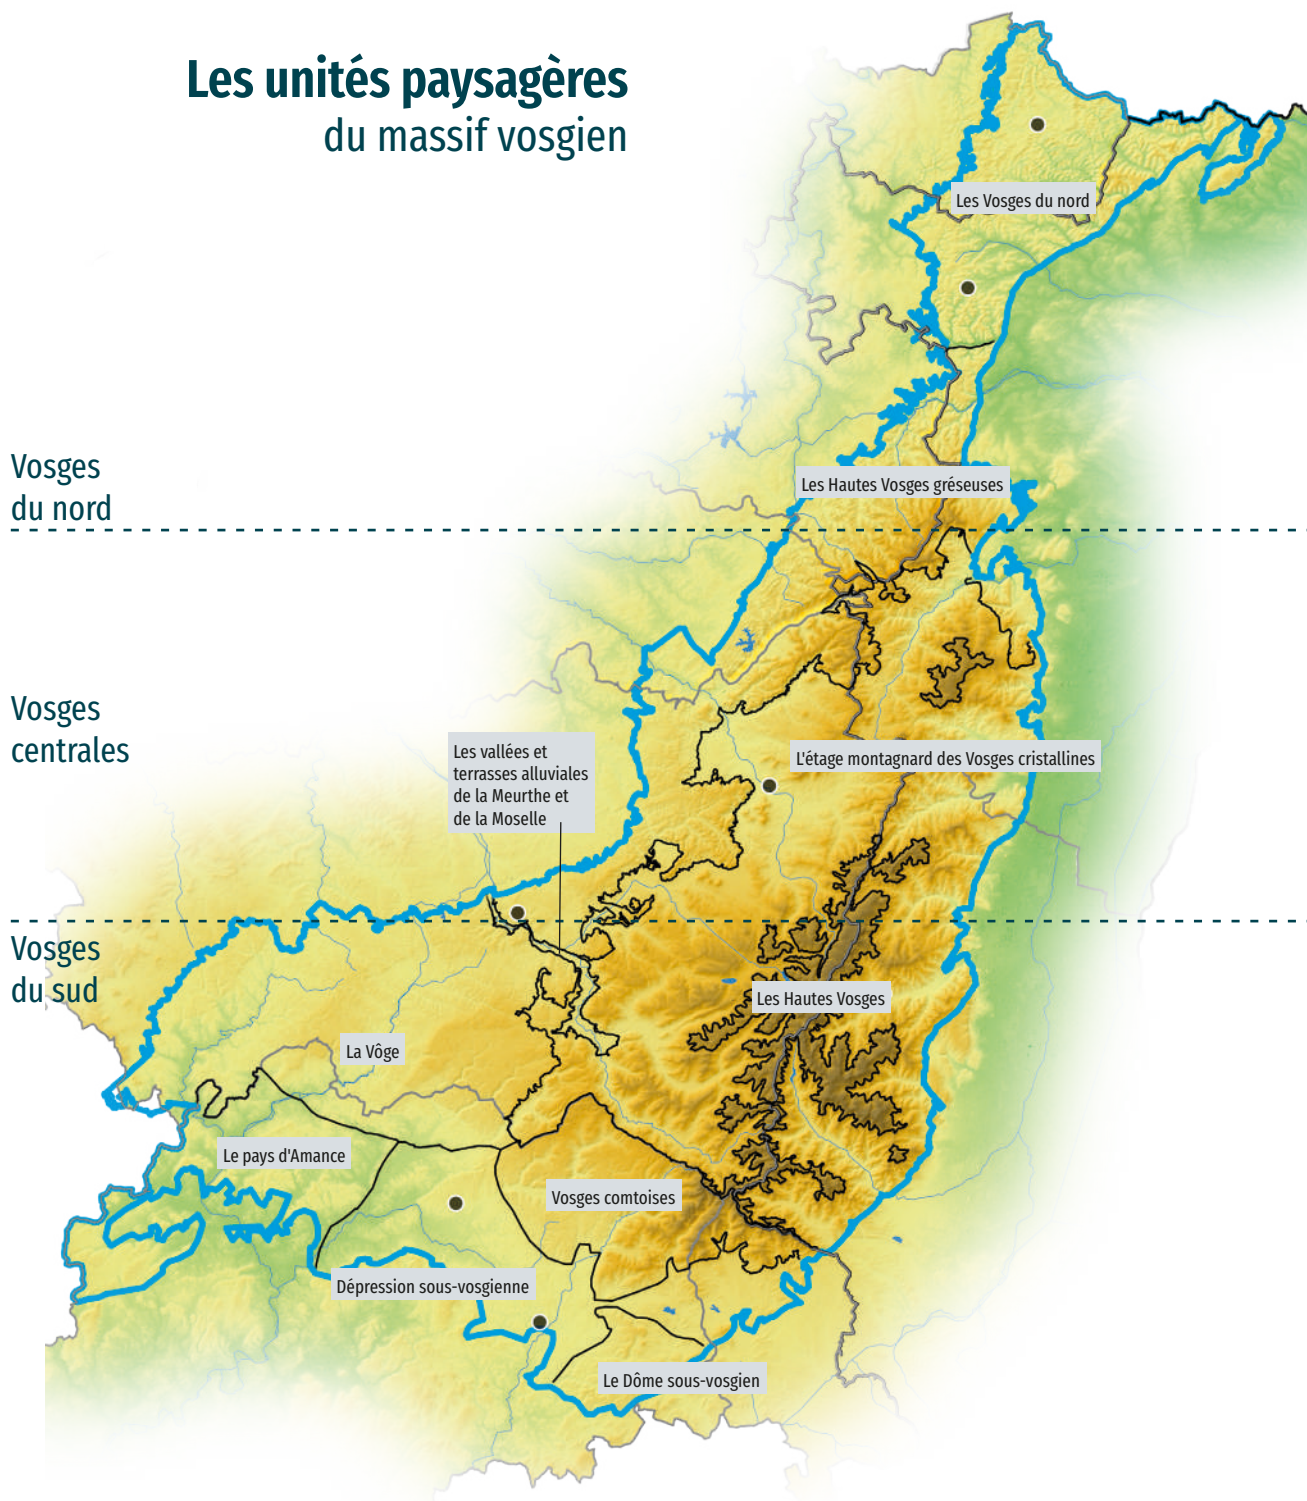 Les unités paysagères
du massif vosgien
Les Vosges du nord
Vosges
du nord
Les Hautes Vosges gréseuses
Vosges
centrales
Les vallées et
terrasses alluviales
de la Meurthe et
de la Moselle
L'étage montagnard des Vosges cristallines
Vosges
du sud
Les Hautes Vosges
La Vôge
Le pays d'Amance
Vosges comtoises
Dépression sous-vosgienne
Le Dôme sous-vosgien